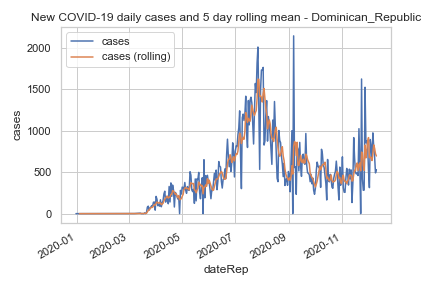 New COVID-19 daily cases and 5 day rolling mean - Dominican_Republic
cases
cases (rolling)
2000
1500
1000
500
0
cases
2020-01
2020-03
2020-05
2020-07
2020-09
2020-11
dateRep